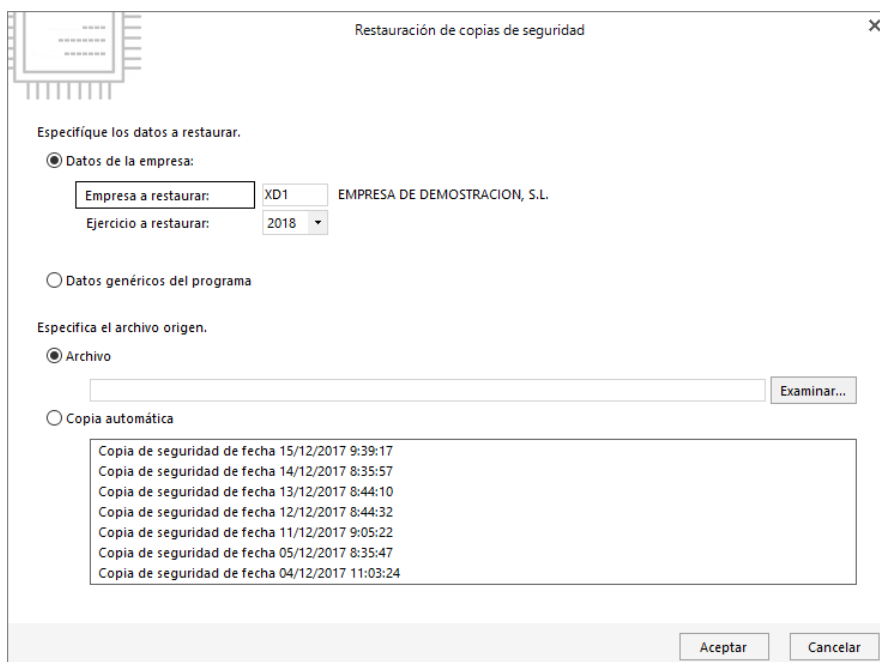 Restauración de copias de seguridad
Especifíque los datos a restaurar.
Datos de la empresa:
Empresa a restaurar: XD1 EMPRESA DE DEMOSTRACION, S.L.
Ejercicio a restaurar: 2018
Datos genéricos del programa
Especifica el archivo origen.
Archivo
Examinar...
Copia automática
Copia de seguridad de fecha 15/12/2017 9:39:17
Copia de seguridad de fecha 14/12/2017 8:35:57
Copia de seguridad de fecha 13/12/2017 8:44:10
Copia de seguridad de fecha 12/12/2017 8:44:32
Copia de seguridad de fecha 11/12/2017 9:05:22
Copia de seguridad de fecha 05/12/2017 8:35:47
Copia de seguridad de fecha 04/12/2017 11:03:24
Aceptar Cancelar